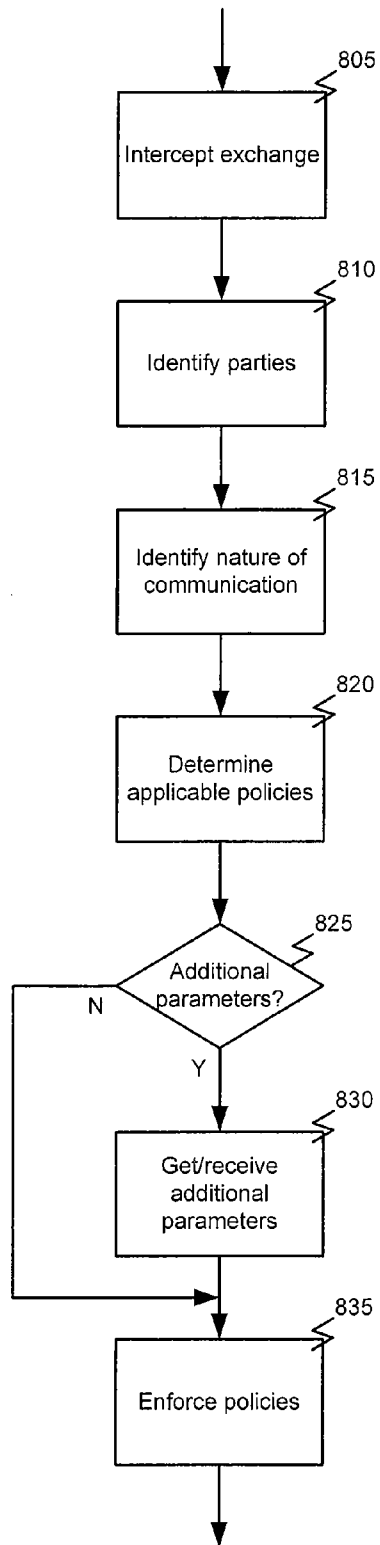 805
Intercept exchange
810
Identify parties
815
Identify nature of
communication
820
Determine
applicable policies
825
Additional
parameters?
N
Y
830
Get/receive
additional
parameters
835
Enforce policies